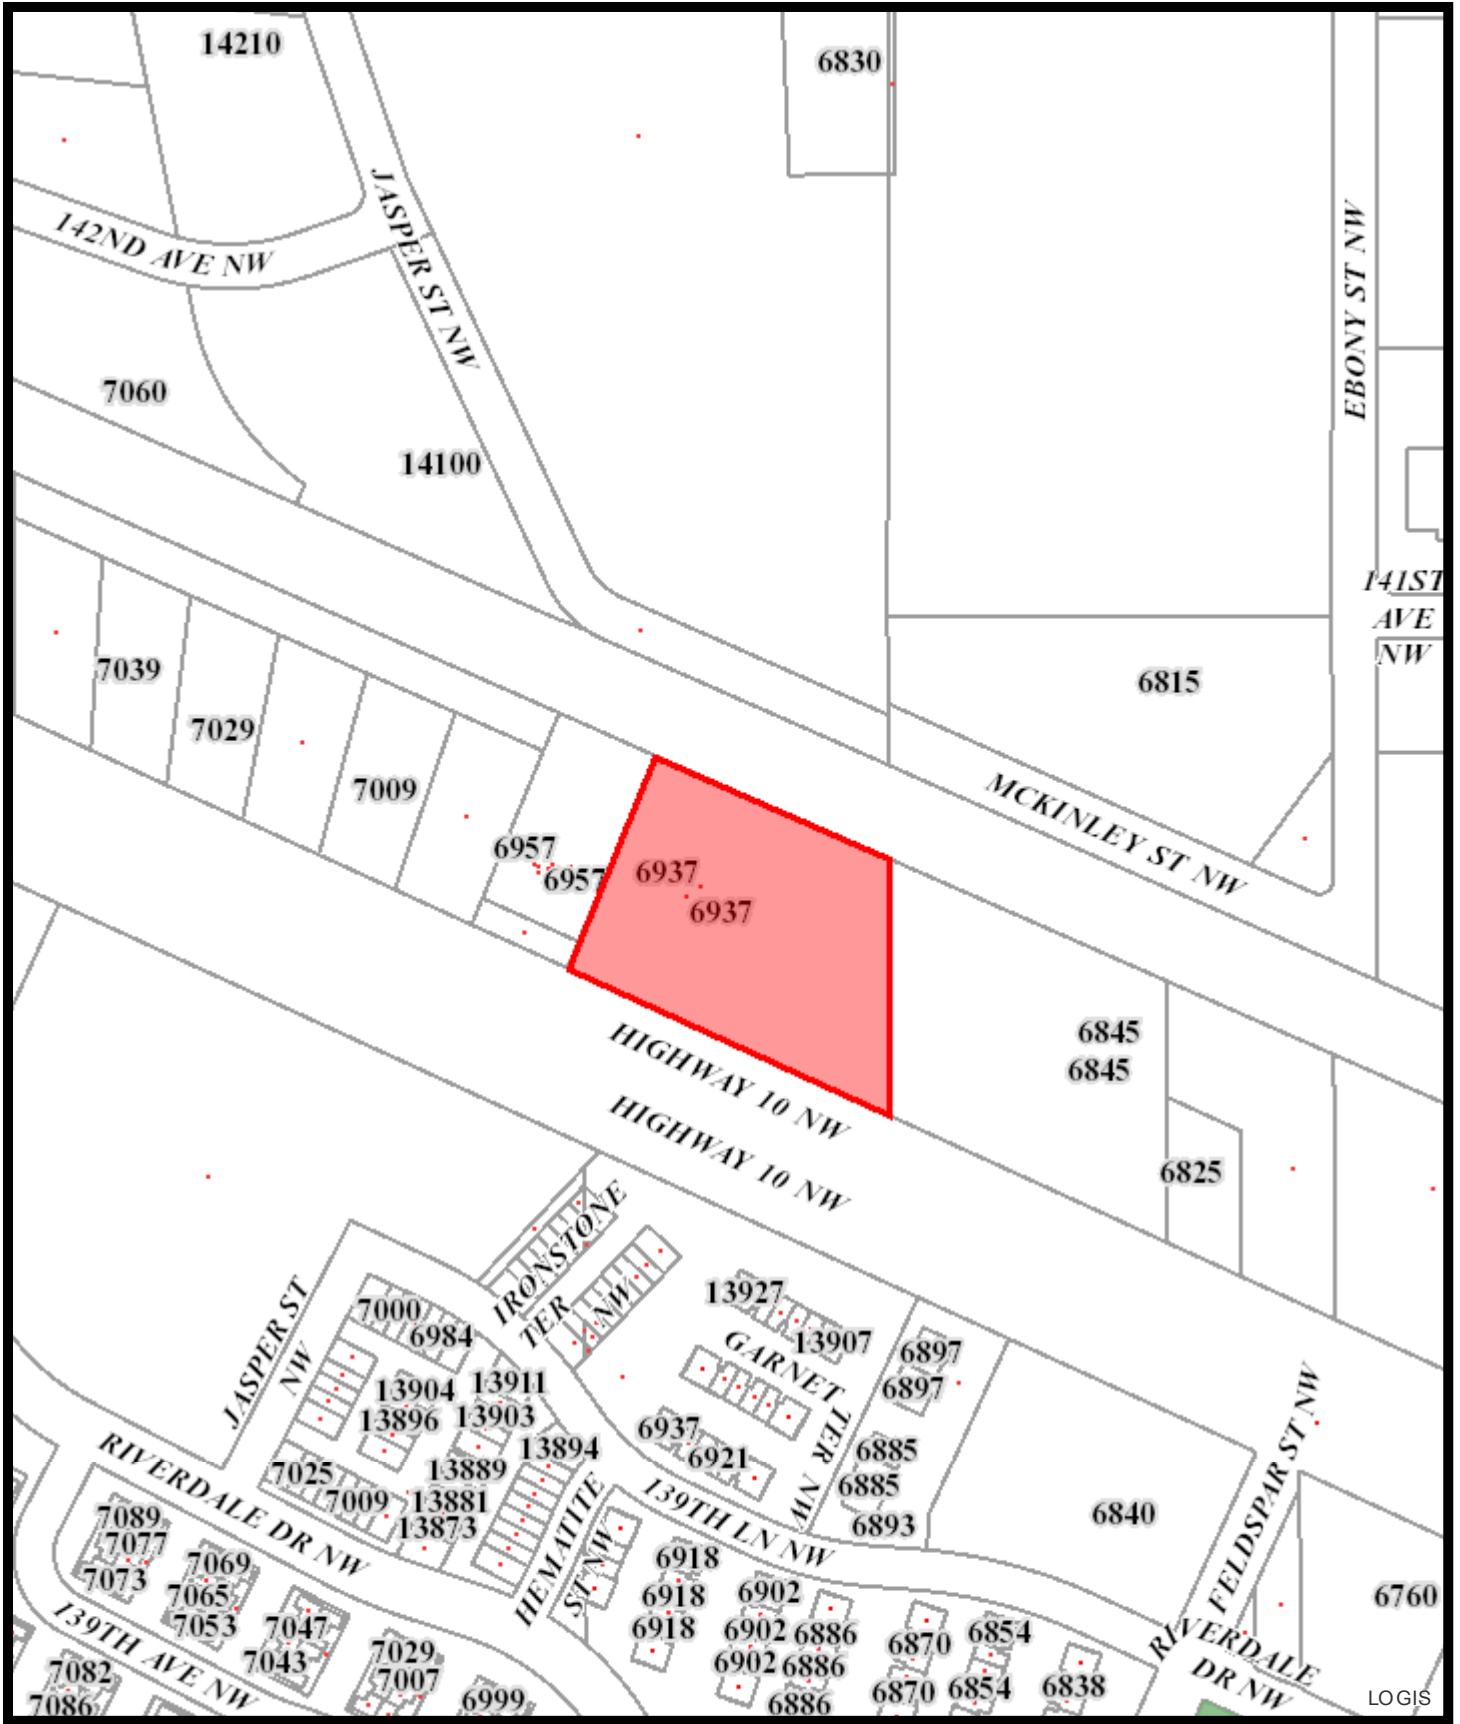 14210
6830
142ND AVE NW
JASPER ST NW
EBONY ST NW
7060
14100
141ST
AVE
NW
7039
6815
7029
7009
MCKINLEY ST NW
6957
6957
6937
6937
6845
6845
HIGHWAY 10 NW
HIGHWAY 10 NW
6825
IRONSTONE
TER NW
13927
13907
7000
6984
GARNET
TER NW
6897
6897
JASPER ST
NW
13904
13911
13896
13903
6937
6921
13894
6885
6885
6893
13889
7025
7009
13881
13873
RIVERDALE DR NW
139TH LN NW
6840
FELDSPAR ST NW
HEMATITE
ST NW
7089
7077
7073
7069
7065
7053
6918
6918
6918
6902
6902
6902
6886
6886
6886
6870
6870
6854
6854
6838
6760
139TH AVE NW
7047
7043
7029
7007
7082
7086
6999
RIVERDALE
DR NW
LOGIS